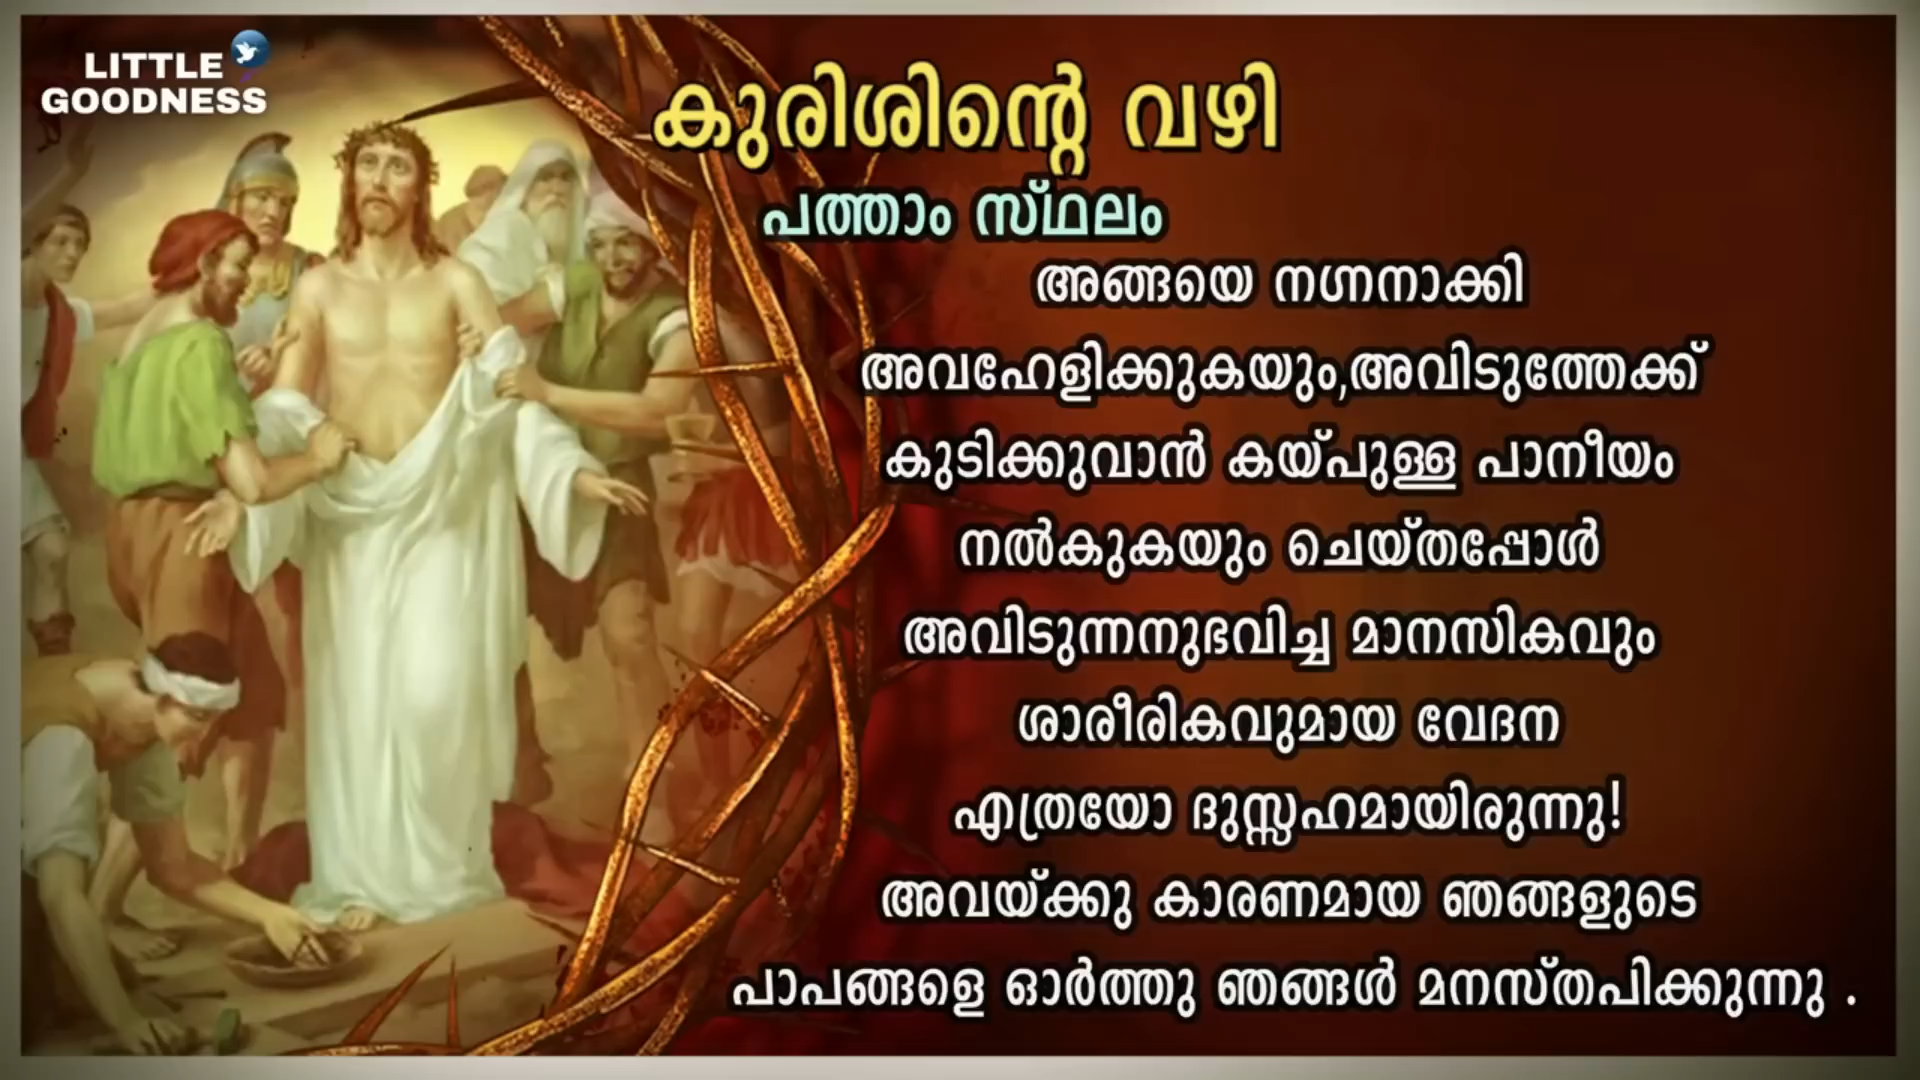 LITTLE
GOODNESS
കുരിശിന്റെ വഴി
പത്താം സ്ഥലം
അങ്ങയെ നഗ്നനാക്കി
അവഹേളിക്കുകയും,അവിടുത്തേക്ക്
കുടിക്കുവാൻ കയ്പുള്ള പാനീയം
നൽകുകയും ചെയ്തപ്പോൾ
അവിടുന്നനുഭവിച്ച മാനസികവും
ശാരീരികവുമായ വേദന
എത്രയോ ദുസ്സഹമായിരുന്നു!
അവയ്ക്കു കാരണമായ ഞങ്ങളുടെ
പാപങ്ങളെ ഓർത്തു ഞങ്ങൾ മനസ്തപിക്കുന്നു .